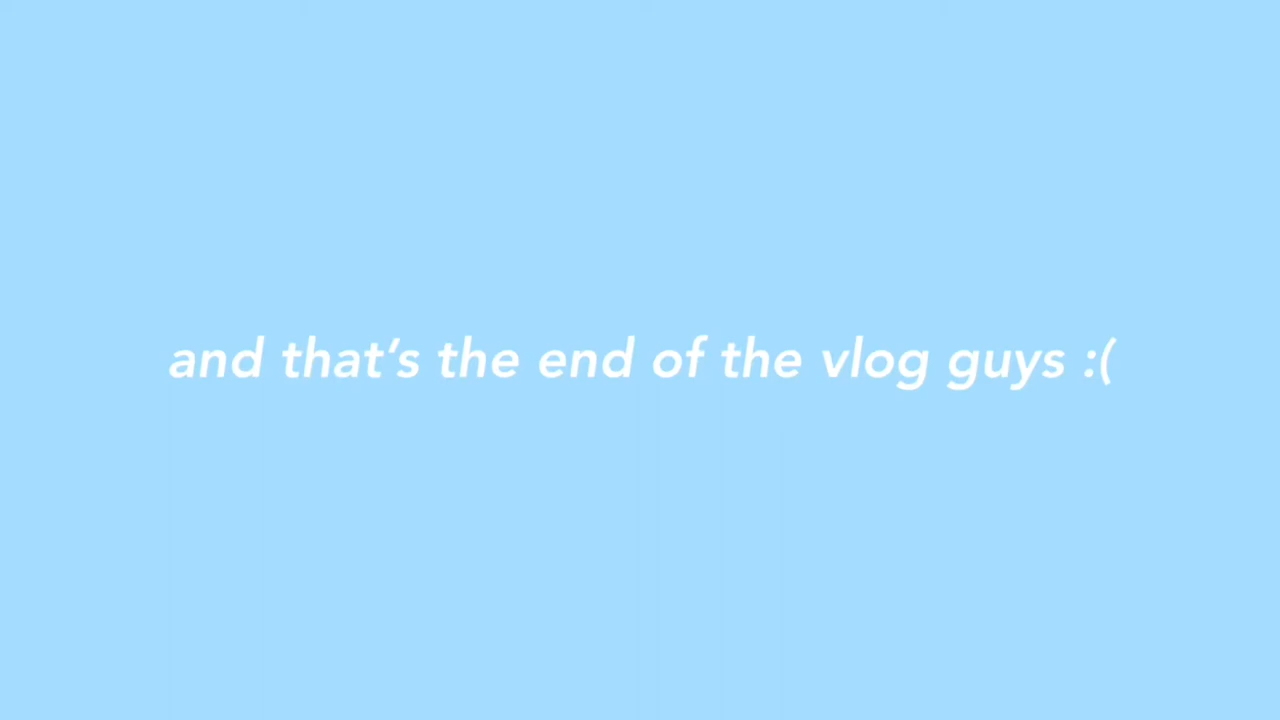 and that’s the end of the vlog guys :(